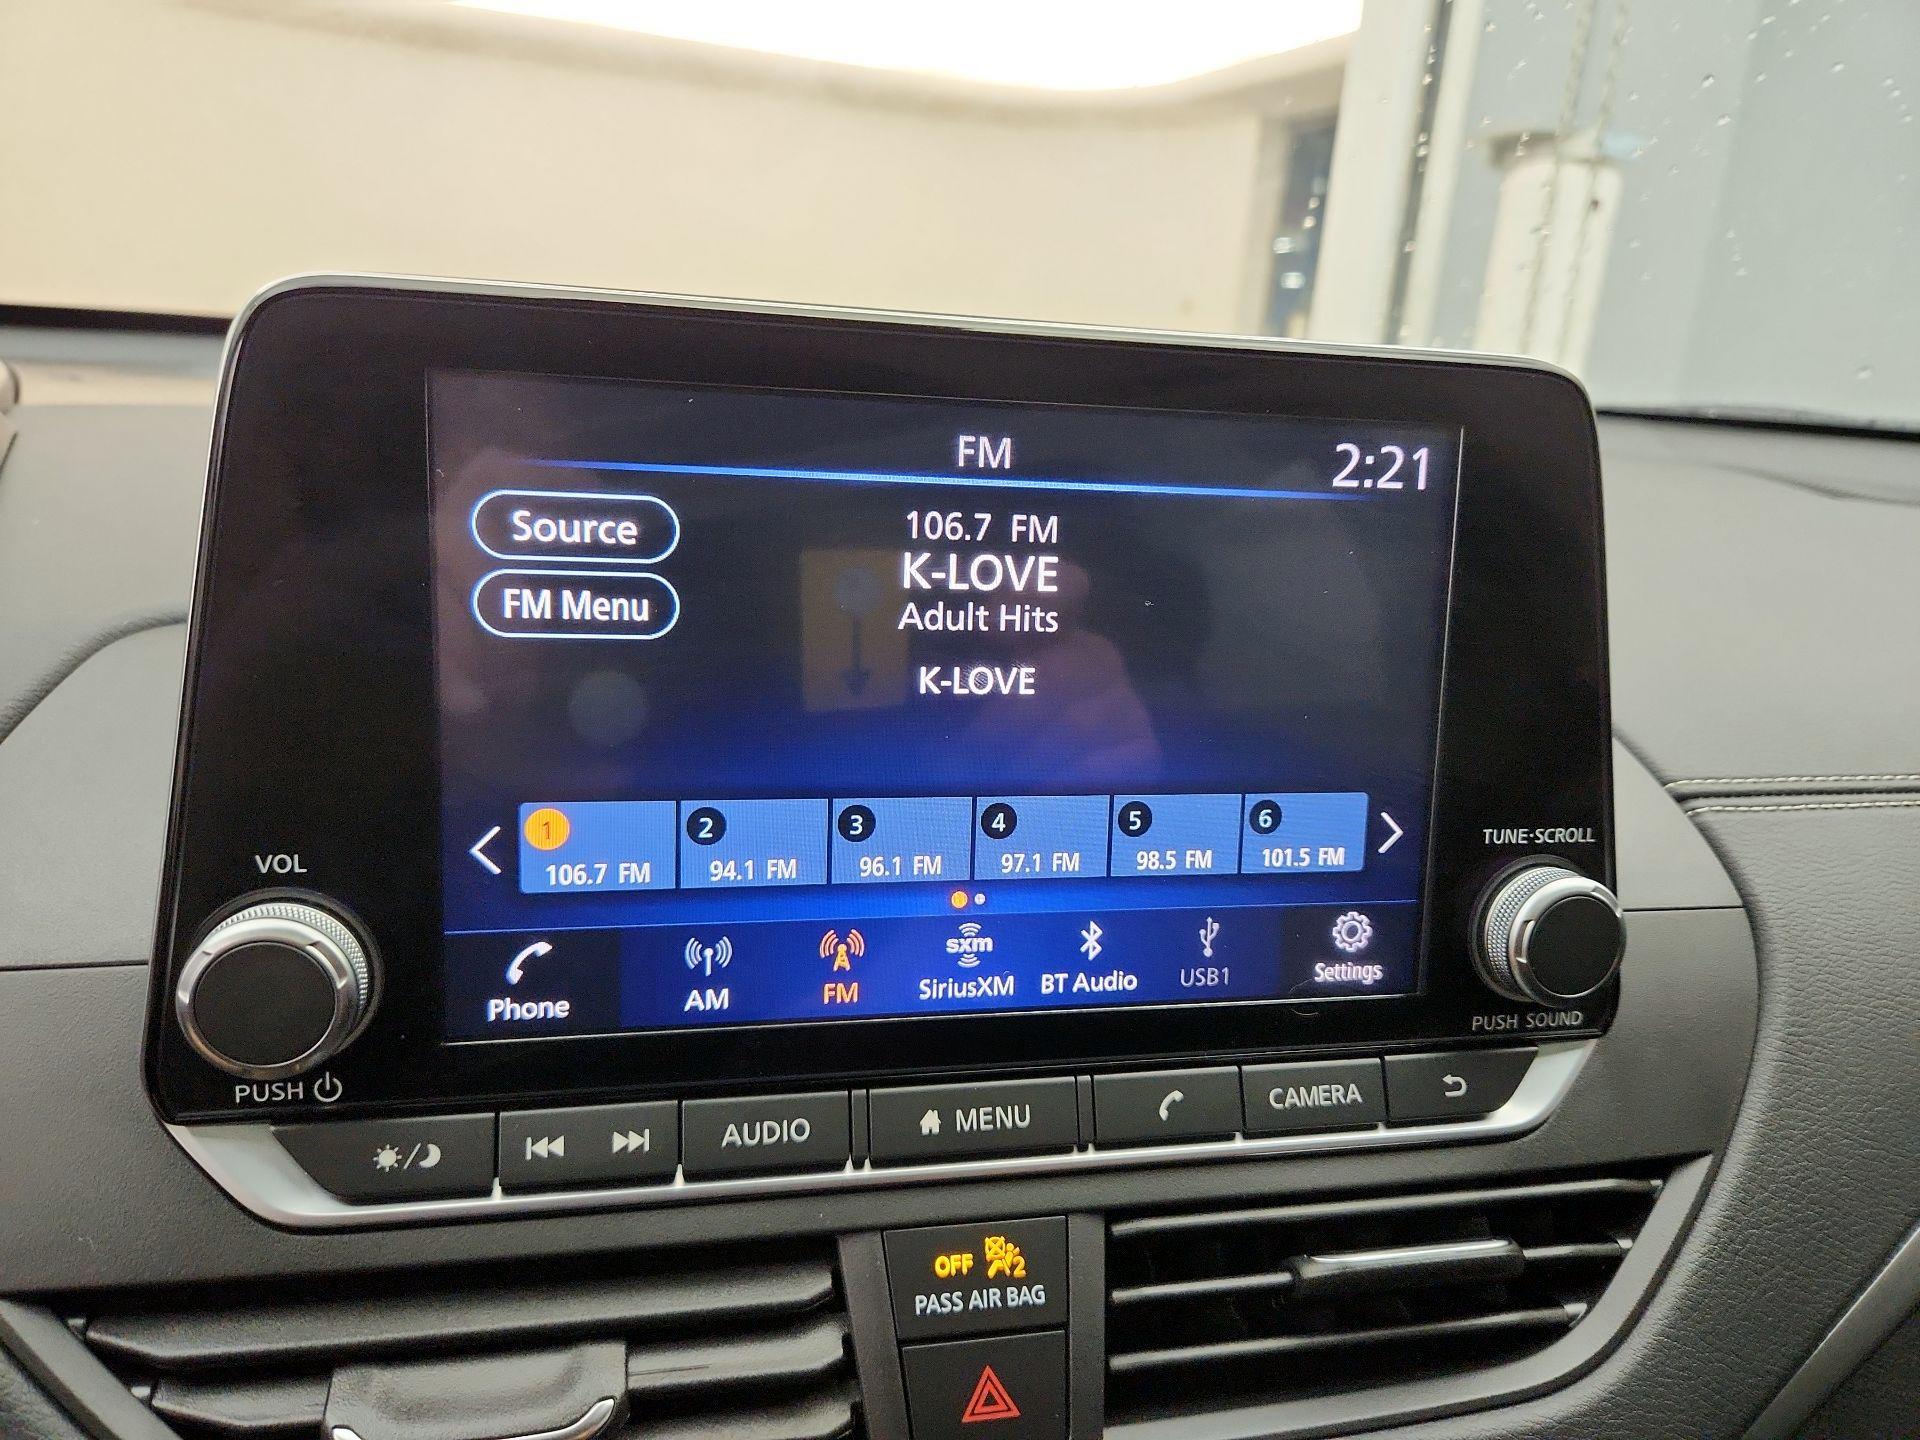 FM
2:21
Source
106.7 FM
K-LOVE
FM Menu
Adult Hits
K-LOVE
1
2
3
4
5
6
106.7 FM
94.1 FM
96.1 FM
97.1 FM
98.5 FM
101.5 FM
VOL
TUNE·SCROLL
sxm
Phone
AM
FM
SiriusXM
BT Audio
USB1
Settings
PUSH
PUSH SOUND
AUDIO
MENU
CAMERA
OFF 2
PASS AIR BAG